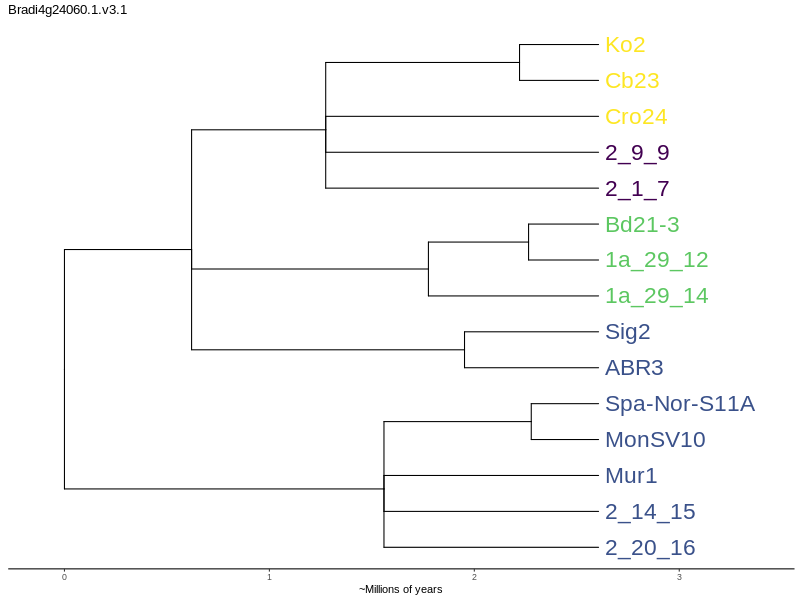 Bradi4g24060.1.v3.1
Ko2
Cb23
Cro24
2_9_9
2_1_7
Bd21-3
1a_29_12
1a_29_14
Sig2
ABR3
Spa-Nor-S11A
MonSV10
Mur1
2_14_15
2_20_16
0 1 2 3
~Millions of years